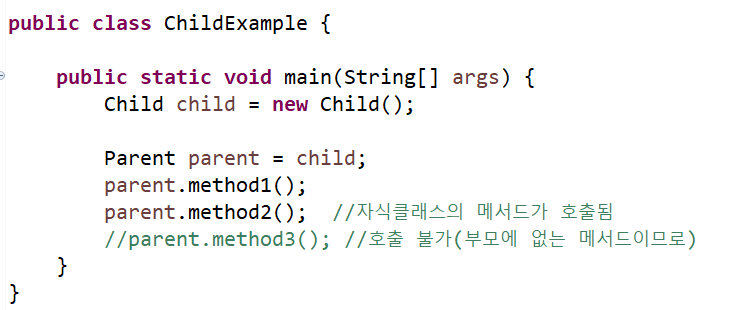 public class ChildExample {
public static void main(String[] args) {
Child child = new Child();
Parent parent = child;
parent.method1();
parent.method2();  //자식클래스의 메서드가 호출됨
//parent.method3(); //호출 불가(부모에 없는 메서드이므로)
}
}